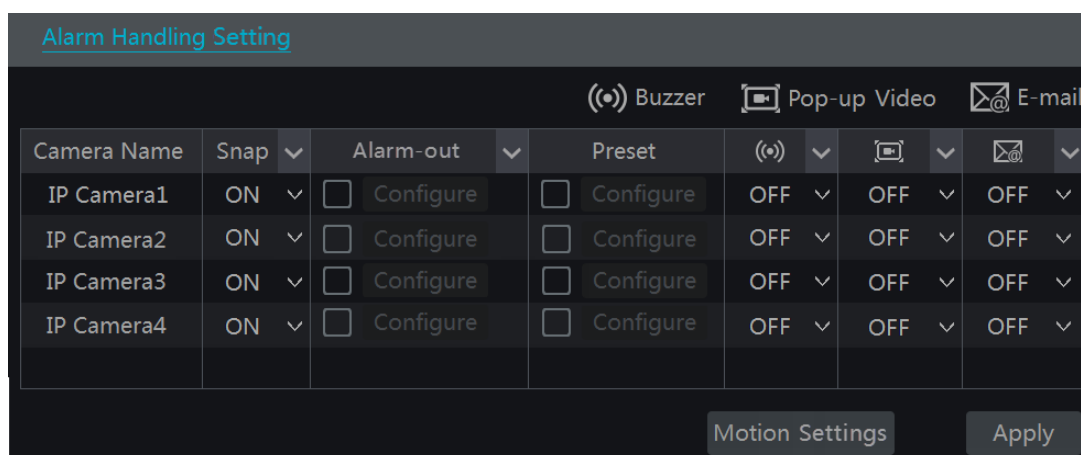 Alarm Handling Setting
Buzzer Pop-up Video E-mail
Camera Name Snap Alarm-out Preset
IP Camera1 ON Configure Configure OFF OFF OFF
IP Camera2 ON Configure Configure OFF OFF OFF
IP Camera3 ON Configure Configure OFF OFF OFF
IP Camera4 ON Configure Configure OFF OFF OFF
Motion Settings Apply